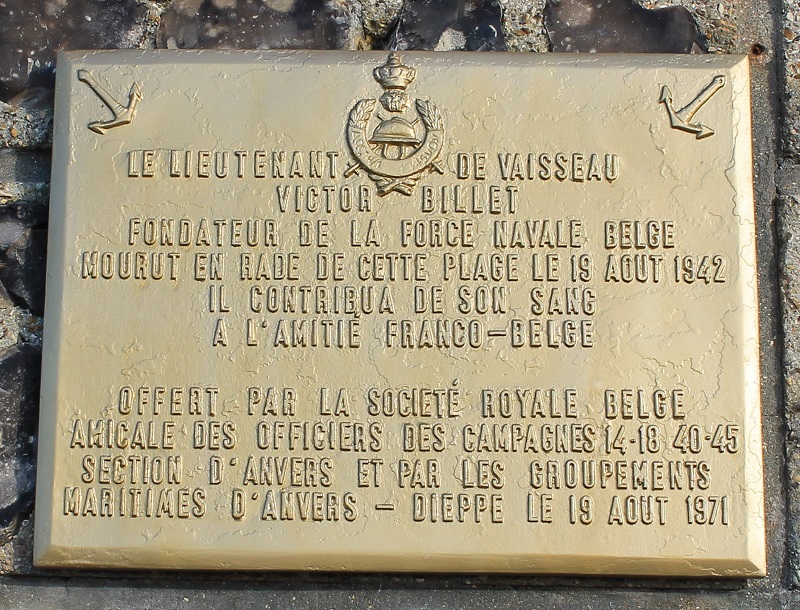 LE LIEUTENANT DE VAISSEAU
VICTOR BILLET
FONDATEUR DE LA FORCE NAVALE BELGE
MOURUT EN RADE DE CETTE PLAGE LE 19 AOUT 1942
IL CONTRIBUA DE SON SANG
A L'AMITIÉ FRANCO-BELGE
OFFERT PAR LA SOCIETÉ ROYALE BELGE
AMICALE DES OFFICIERS DES CAMPAGNES 14-18 40-45
SECTION D'ANVERS ET PAR LES GROUPEMENTS
MARITIMES D'ANVERS - DIEPPE LE 19 AOUT 1971